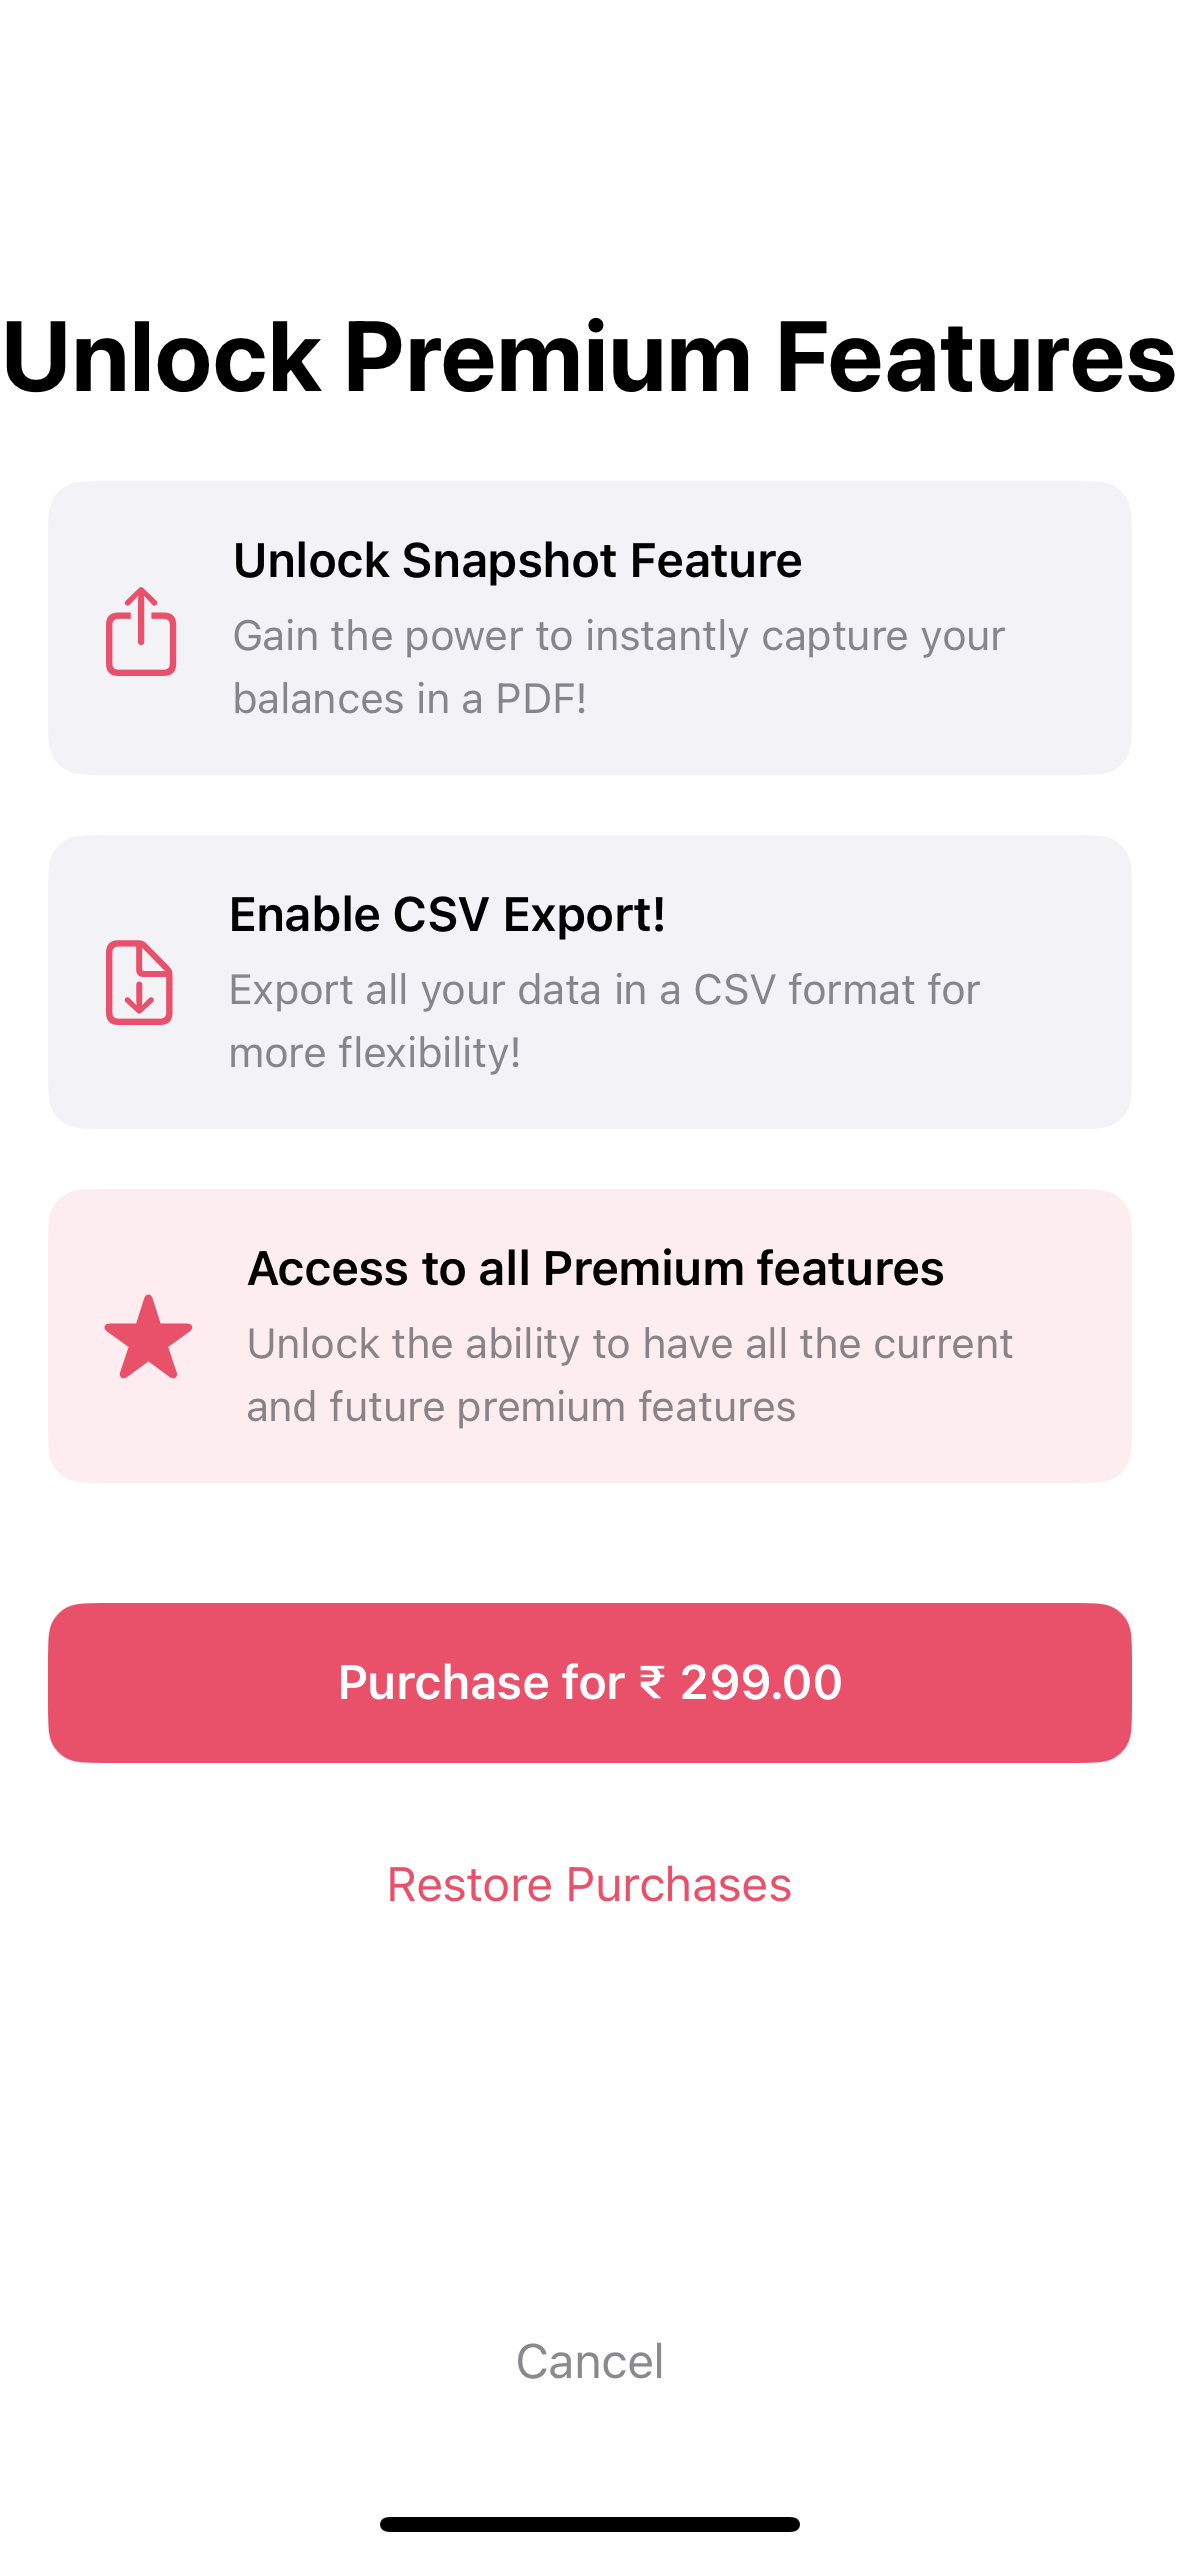 Unlock Premium Features
Unlock Snapshot Feature
Gain the power to instantly capture your
balances in a PDF!
Enable CSV Export!
Export all your data in a CSV format for
more flexibility!
Access to all Premium features
Unlock the ability to have all the current
and future premium features
Purchase for ₹ 299.00
Restore Purchases
Cancel